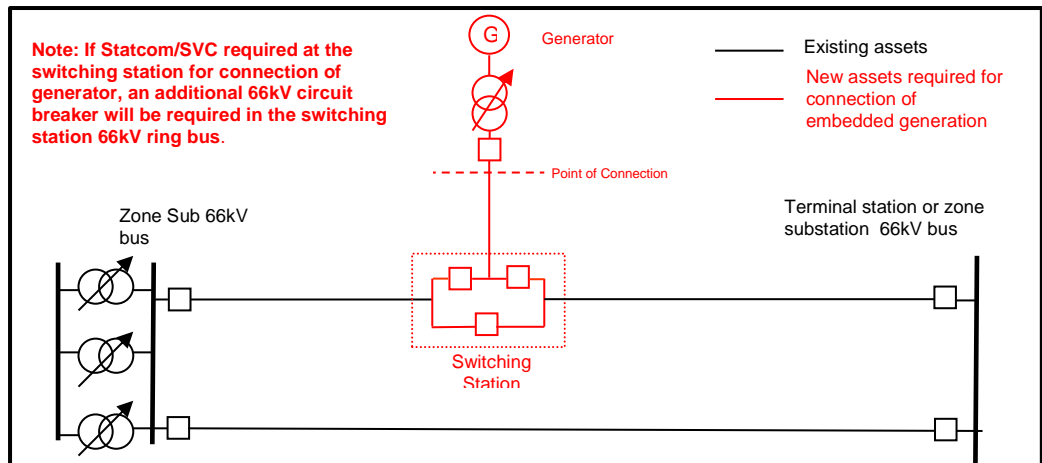 Note: If Statcom/SVC required at the
switching station for connection of
generator, an additional 66kV circuit
breaker will be required in the switching
station 66kV ring bus.
G
Generator
Existing assets
New assets required for
connection of
embedded generation
Point of Connection
Zone Sub 66kV
bus
Terminal station or zone
substation 66kV bus
Switching
Station